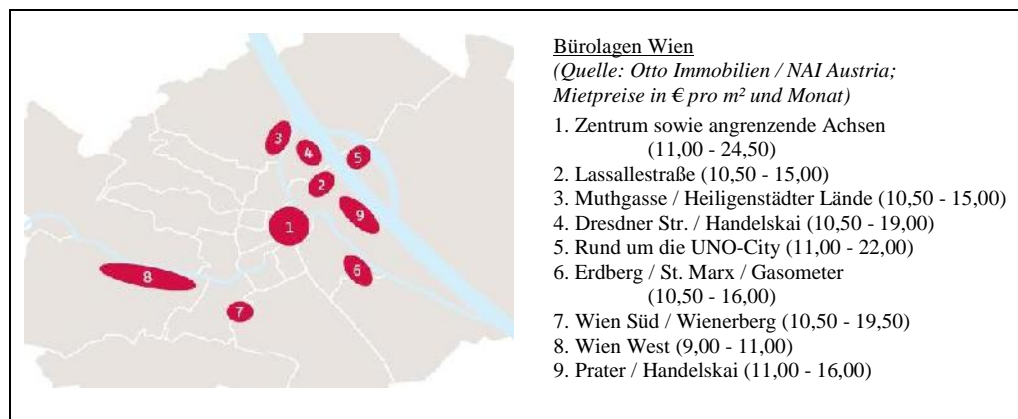 Bürolagen Wien
(Quelle: Otto Immobilien / NAI Austria;
Mietpreise in € pro m² und Monat)
1. Zentrum sowie angrenzende Achsen
(11,00 - 24,50)
2. Lassallestraße (10,50 - 15,00)
3. Muthgasse / Heiligenstädter Lände (10,50 - 15,00)
4. Dresdner Str. / Handelskai (10,50 - 19,00)
5. Rund um die UNO-City (11,00 - 22,00)
6. Erdberg / St. Marx / Gasometer
(10,50 - 16,00)
7. Wien Süd / Wienerberg (10,50 - 19,50)
8. Wien West (9,00 - 11,00)
9. Prater / Handelskai (11,00 - 16,00)
3
4
5
2
9
1
6
8
7